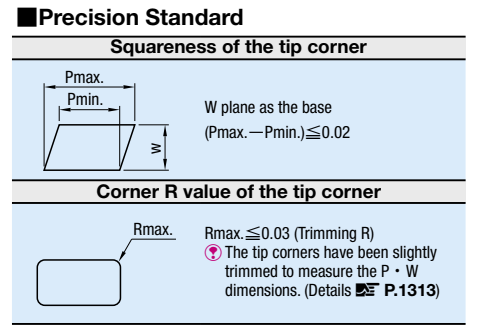 ■Precision Standard
Squareness of the tip corner
Pmax.
Pmin.
W
W plane as the base
(Pmax.－Pmin.)≦0.02
Corner R value of the tip corner
Rmax.
Rmax.≦0.03 (Trimming R)
The tip corners have been slightly
trimmed to measure the P・W
dimensions. (Details P.1313)